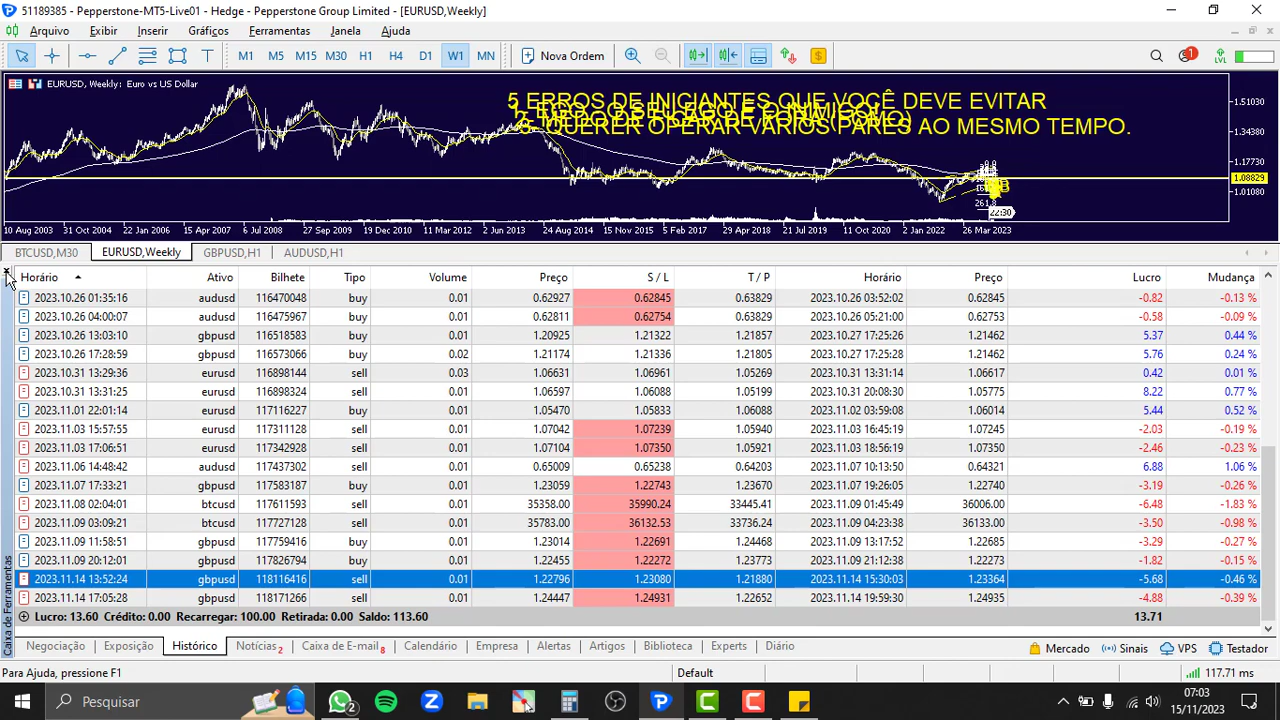 51189385 - Pepperstone-MT5-Live01 - Hedge - Pepperstone Group Limited - [EURUSD,Weekly]
Arquivo Exibir Inserir Gráficos Ferramentas Janela Ajuda
M1 M5 M15 M30 H1 H4 D1 W1 MN Nova Ordem 1 LVL
EURUSD, Weekly: Euro vs US Dollar
5 ERROS DE INICIANTES QUE VOCÊ DEVE EVITAR
QUERER OPERAR VÁRIOS PARES AO MESMO TEMPO.
1.51030
1.34380
1.17730
1.08829
1.01080
261.8
22:30
10 Aug 2003 31 Oct 2004 22 Jan 2006 15 Apr 2007 6 Jul 2008 27 Sep 2009 19 Dec 2010 11 Mar 2012 2 Jun 2013 24 Aug 2014 15 Nov 2015 5 Feb 2017 29 Apr 2018 21 Jul 2019 11 Oct 2020 2 Jan 2022 26 Mar 2023
BTCUSD,M30 EURUSD,Weekly GBPUSD,H1 AUDUSD,H1
Horário Ativo Bilhete Tipo Volume Preço S / L T / P Horário Preço Lucro Mudança
2023.10.26 01:35:16 audusd 116470048 buy 0.01 0.62927 0.62845 0.63829 2023.10.26 03:52:02 0.62845 -0.82 -0.13 %
2023.10.26 04:00:07 audusd 116475967 buy 0.01 0.62811 0.62754 0.63829 2023.10.26 05:21:00 0.62753 -0.58 -0.09 %
2023.10.26 13:03:10 gbpusd 116518583 buy 0.01 1.20925 1.21322 1.21857 2023.10.27 17:25:26 1.21462 5.37 0.44 %
2023.10.26 17:28:59 gbpusd 116573066 buy 0.02 1.21174 1.21336 1.21805 2023.10.27 17:25:28 1.21462 5.76 0.24 %
2023.10.31 13:29:36 eurusd 116898144 sell 0.03 1.06631 1.06961 1.05269 2023.10.31 13:31:14 1.06617 0.42 0.01 %
2023.10.31 13:31:25 eurusd 116898324 sell 0.01 1.06597 1.06088 1.05199 2023.10.31 20:08:30 1.05775 8.22 0.77 %
2023.11.01 22:01:14 eurusd 117116227 buy 0.01 1.05470 1.05833 1.06088 2023.11.02 03:59:08 1.06014 5.44 0.52 %
2023.11.03 15:57:55 eurusd 117311128 sell 0.01 1.07042 1.07239 1.05940 2023.11.03 16:45:19 1.07245 -2.03 -0.19 %
2023.11.03 17:06:51 eurusd 117342928 sell 0.01 1.07104 1.07350 1.05921 2023.11.03 18:56:19 1.07350 -2.46 -0.23 %
2023.11.06 14:48:42 audusd 117437302 sell 0.01 0.65009 0.65238 0.64203 2023.11.07 10:13:50 0.64321 6.88 1.06 %
2023.11.07 17:33:21 gbpusd 117583187 buy 0.01 1.23059 1.22743 1.23670 2023.11.07 19:26:05 1.22740 -3.19 -0.26 %
2023.11.08 02:04:01 btcusd 117611593 sell 0.01 35358.00 35990.24 33445.41 2023.11.09 01:45:49 36006.00 -6.48 -1.83 %
2023.11.09 03:09:21 btcusd 117727128 sell 0.01 35783.00 36132.53 33736.24 2023.11.09 04:23:38 36133.00 -3.50 -0.98 %
2023.11.09 11:58:51 gbpusd 117759416 buy 0.01 1.23014 1.22691 1.24468 2023.11.09 13:17:52 1.22685 -3.29 -0.27 %
2023.11.09 20:12:01 gbpusd 117826794 buy 0.01 1.22455 1.22272 1.23773 2023.11.09 21:12:38 1.22273 -1.82 -0.15 %
2023.11.14 13:52:24 gbpusd 118116416 sell 0.01 1.22796 1.23080 1.21880 2023.11.14 15:30:03 1.23364 -5.68 -0.46 %
2023.11.14 17:05:28 gbpusd 118171266 sell 0.01 1.24447 1.24931 1.22652 2023.11.14 19:59:30 1.24935 -4.88 -0.39 %
Lucro: 13.60 Crédito: 0.00 Recarregar: 100.00 Retirada: 0.00 Saldo: 113.60 13.71
Caixa de Ferramentas
Negociação Exposição Histórico Notícias 2 Caixa de E-mail 8 Calendário Empresa Alertas Artigos Biblioteca Experts Diário Mercado Sinais VPS Testador
Para Ajuda, pressione F1 Default 117.71 ms
Pesquisar 2 07:03
15/11/2023